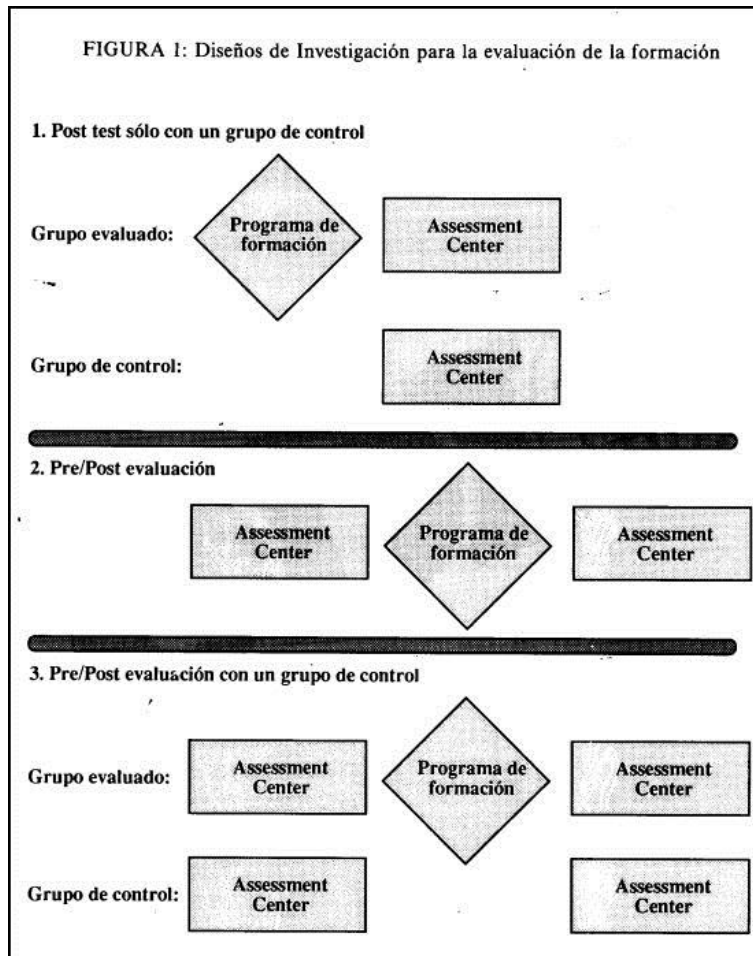 FIGURA 1: Diseños de Investigación para la evaluación de la formación
1. Post test sólo con un grupo de control
Grupo evaluado:
Programa de
formación
Assessment
Center
Grupo de control:
Assessment
Center
2. Pre/Post evaluación
Assessment
Center
Programa de
formación
Assessment
Center
3. Pre/Post evaluación con un grupo de control
Grupo evaluado:
Assessment
Center
Programa de
formación
Assessment
Center
Grupo de control:
Assessment
Center
Assessment
Center